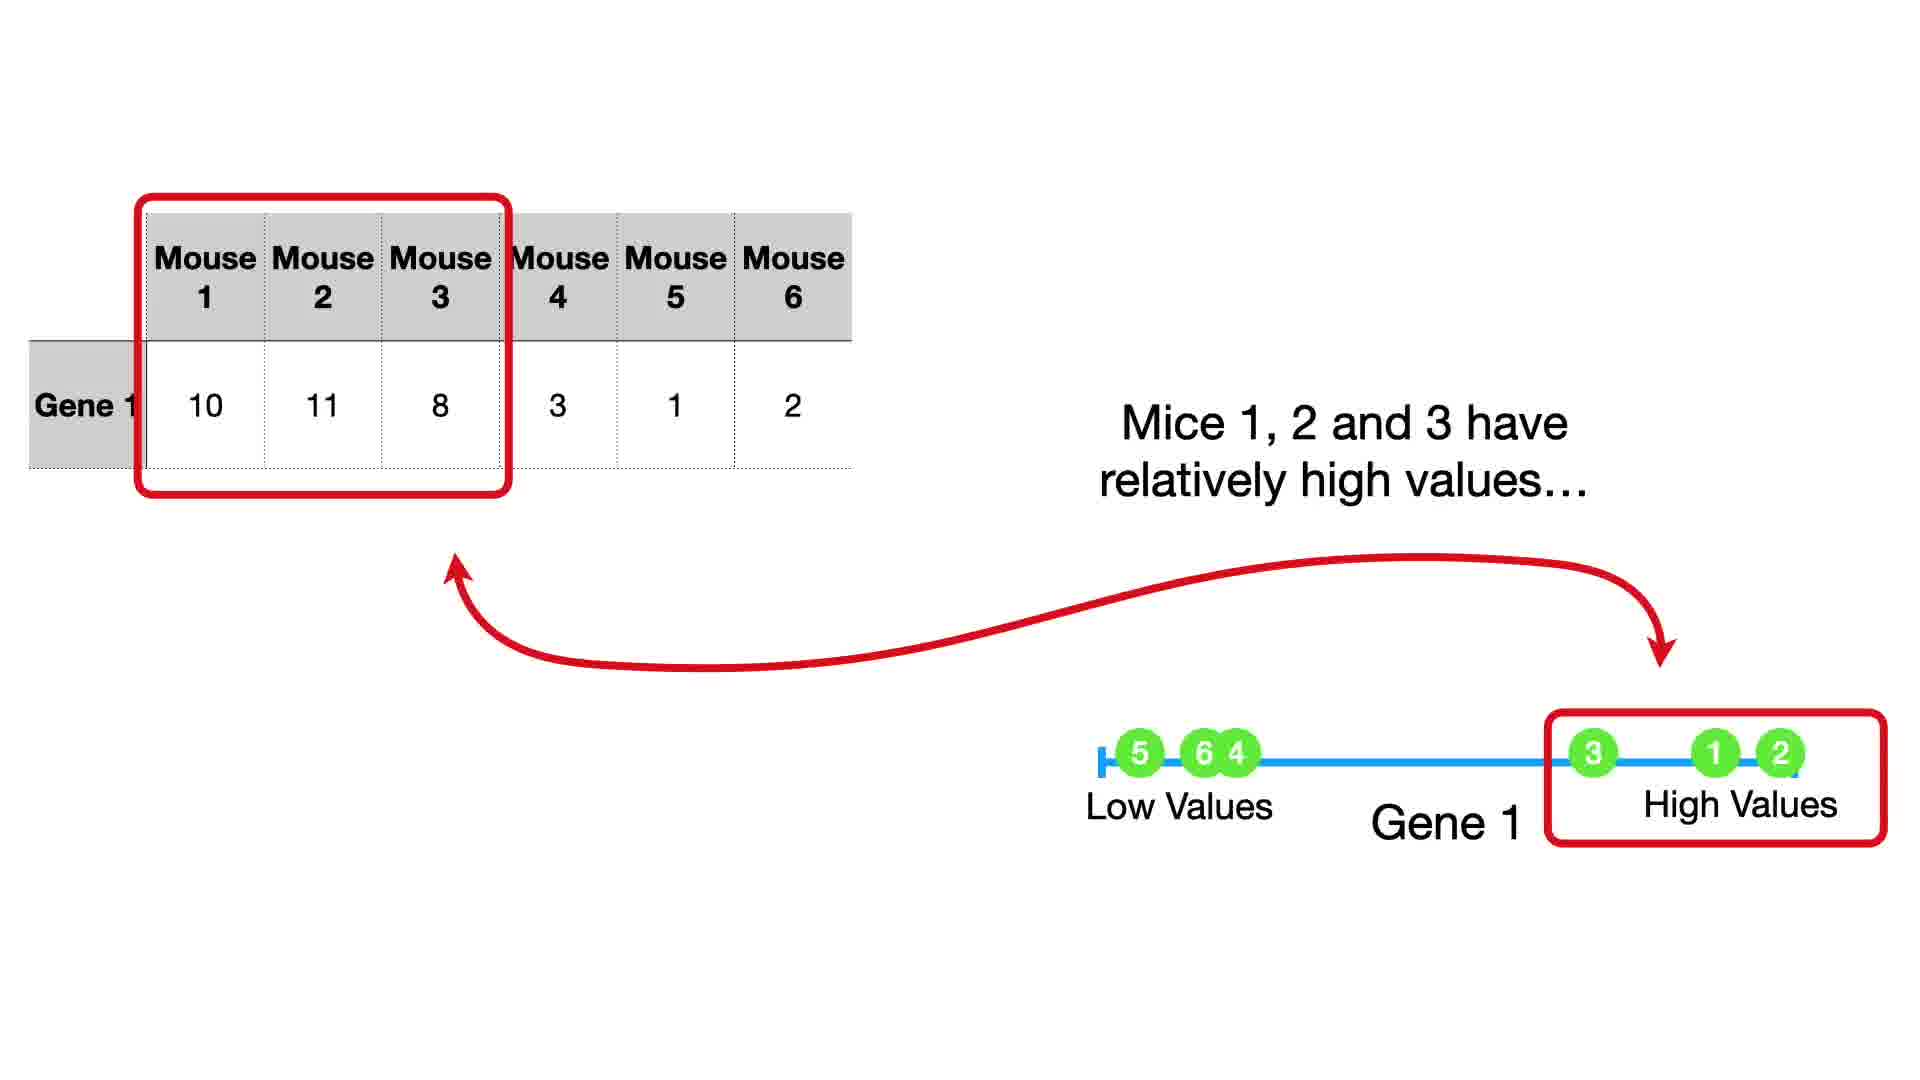 Mouse 1 Mouse 2 Mouse 3 Mouse 4 Mouse 5 Mouse 6
Gene 1 10 11 8 3 1 2
Mice 1, 2 and 3 have
relatively high values…
5 6 4 3 1 2
Low Values High Values
Gene 1